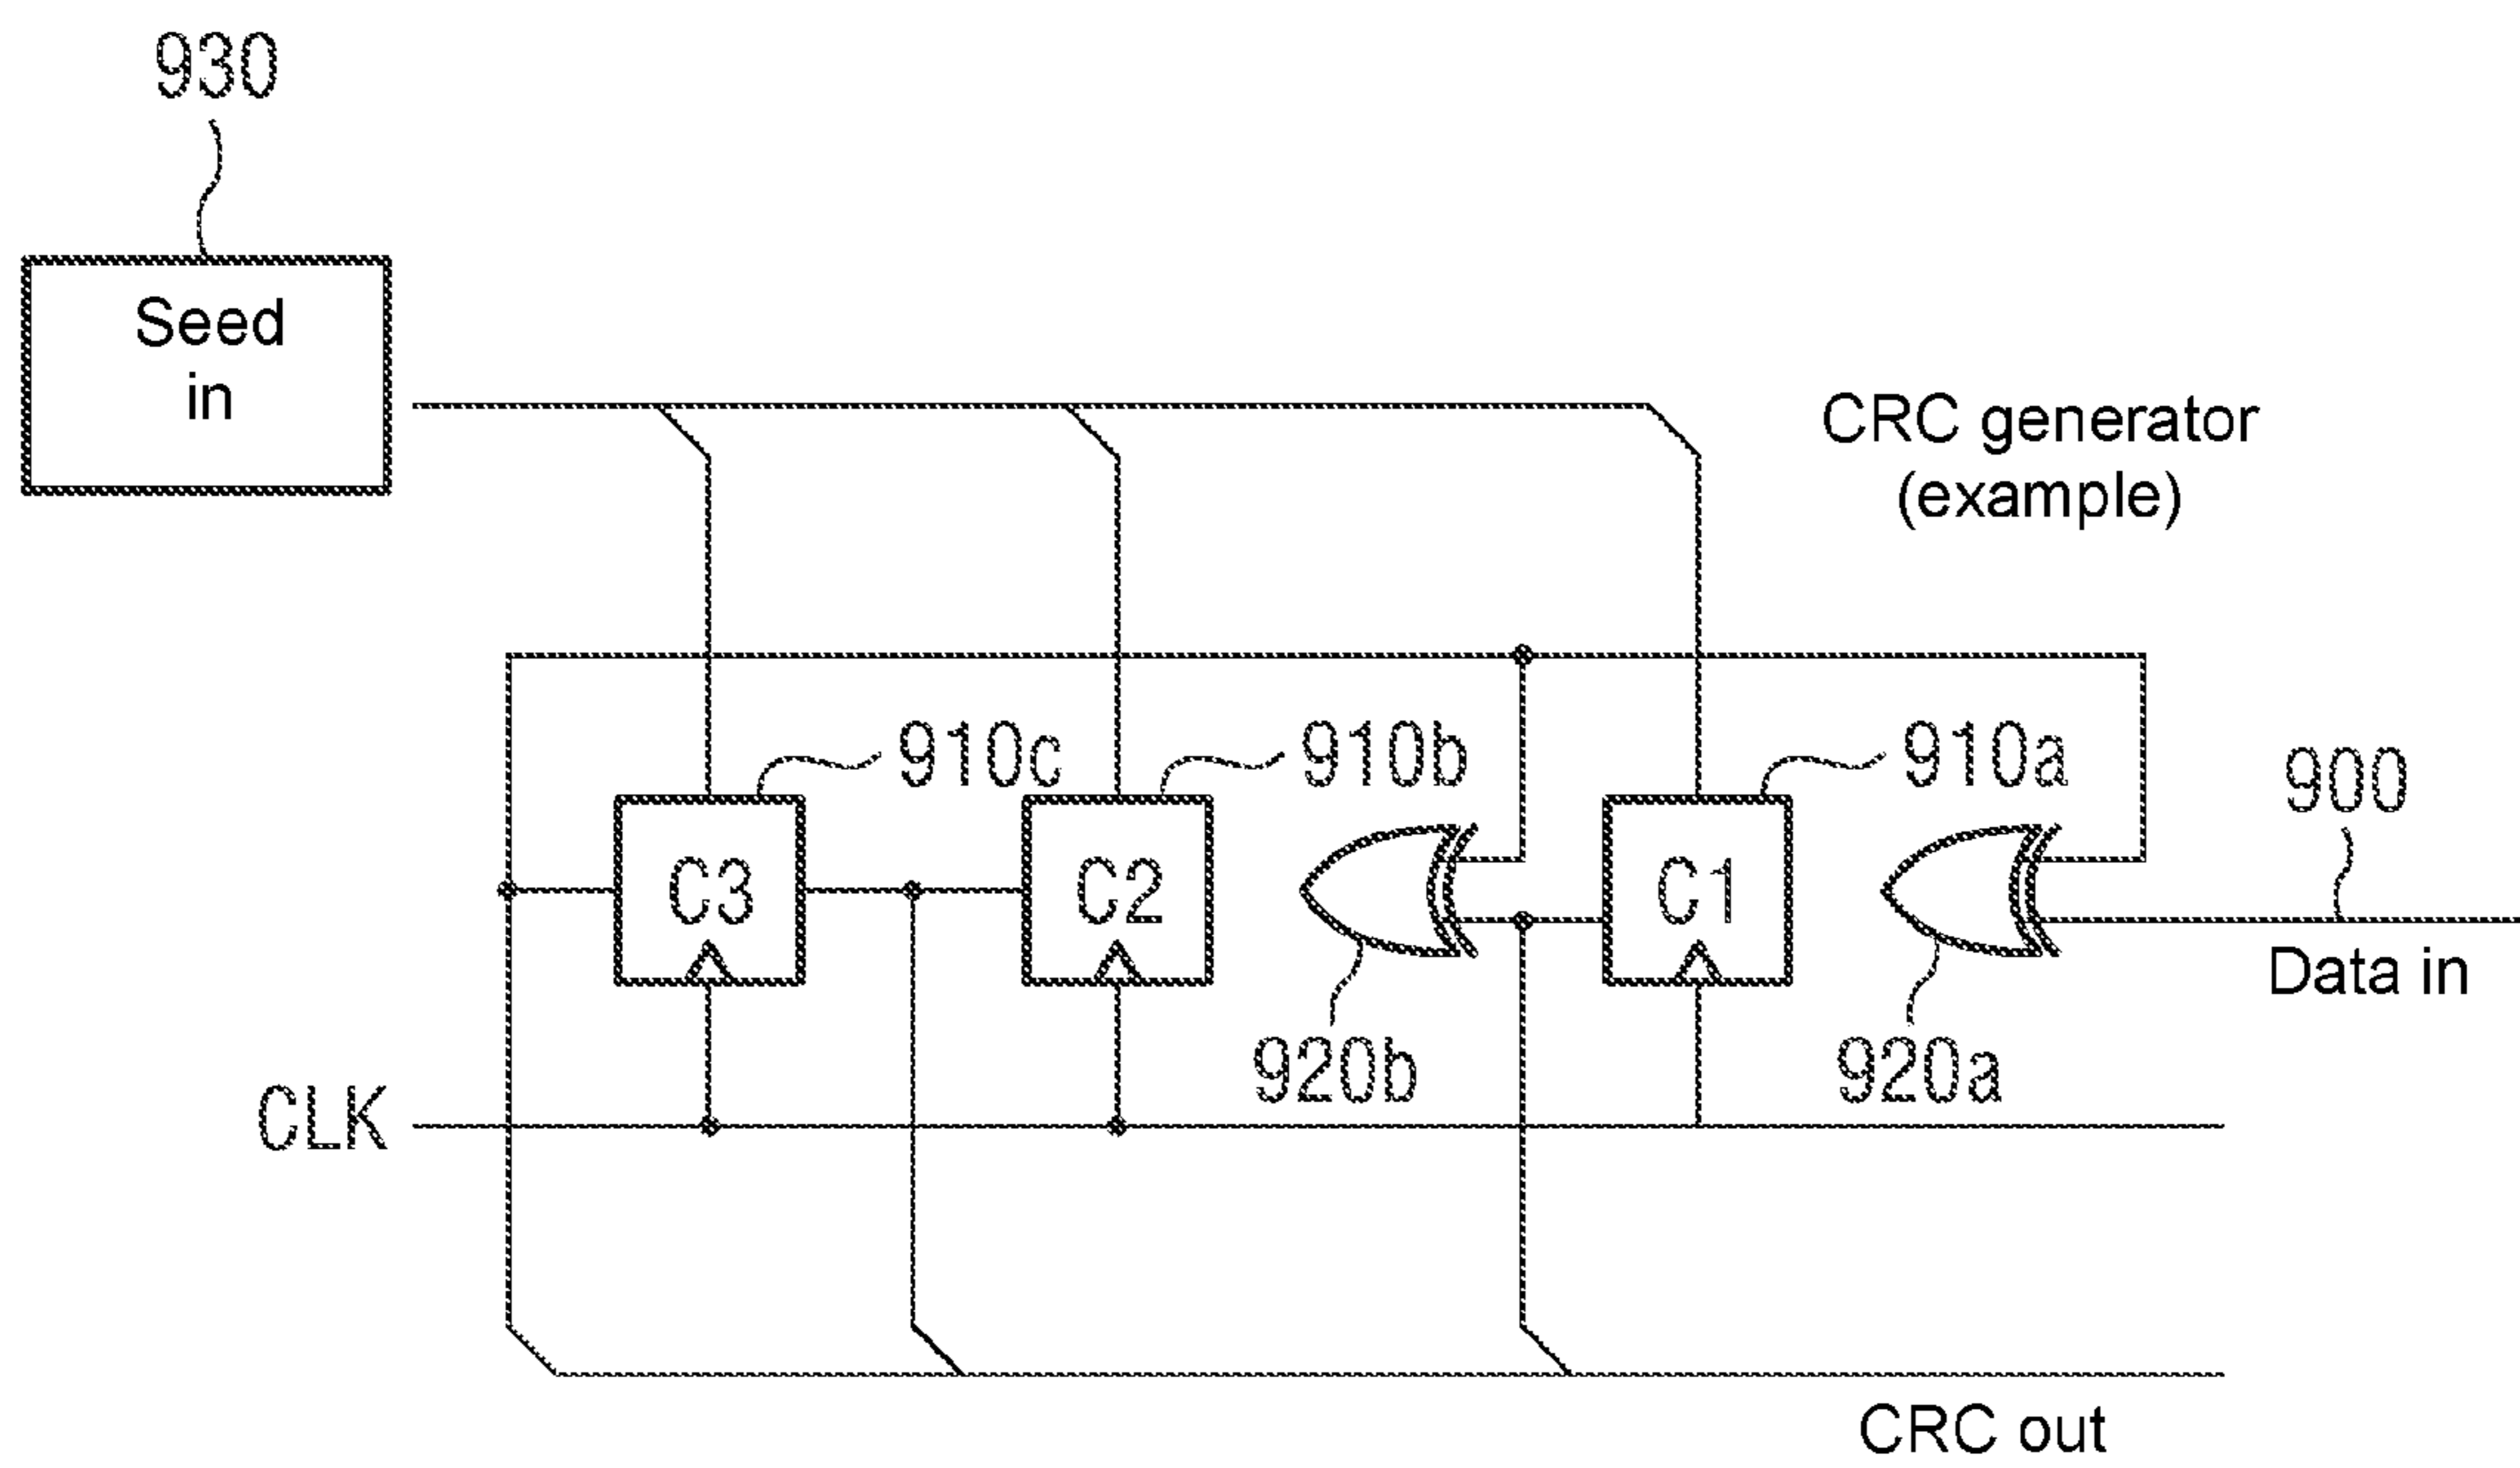 930
Seed
in
CRC generator
(example)
910c
910b
910a
900
C3
C2
C1
Data in
920b
920a
CLK
CRC out